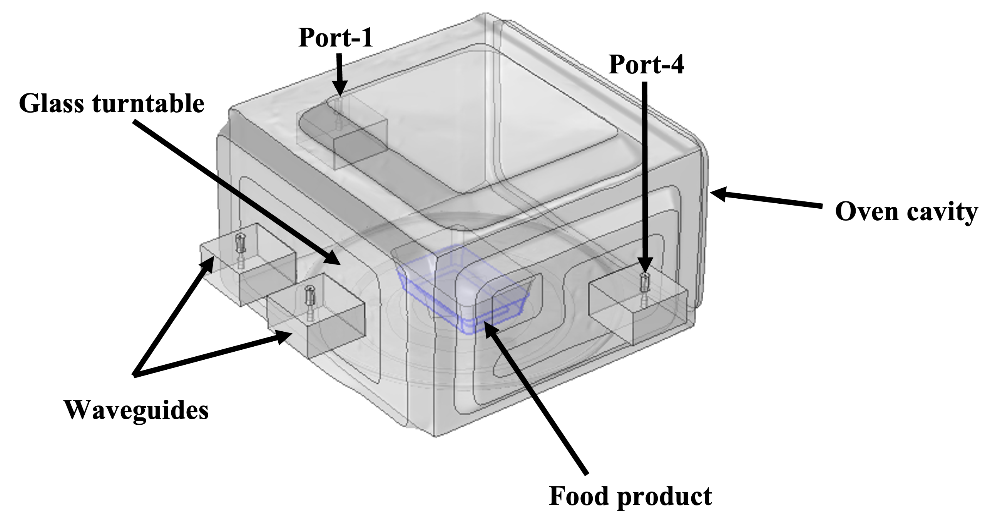 Port-1
Port-4
Glass turntable
Oven cavity
Waveguides
Food product